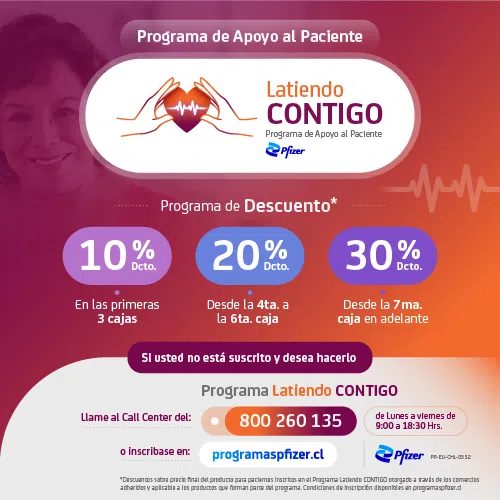 Programa de Apoyo al Paciente
Latiendo
CONTIGO
Programa de Apoyo al Paciente
Pfizer
Programa de Descuento*
10% Dcto.
20% Dcto.
30% Dcto.
En las primeras
3 cajas
Desde la 4ta. a
la 6ta. caja
Desde la 7ma.
caja en adelante
Si usted no está suscrito y desea hacerlo
Programa Latiendo CONTIGO
Llame al Call Center del:
800 260 135
de Lunes a viernes de
9:00 a 18:30 Hrs.
o inscribase en:
programaspfizer.cl
Pfizer
PP-ELI-CHL-0332
*Descuentos sobre precio final del producto para pacientes inscritos en el Programa Latiendo CONTIGO otorgado a través de los comercios
adheridos y aplicable a los productos que forman parte del programa. Condiciones de inscripción disponibles en programaspfizer.cl